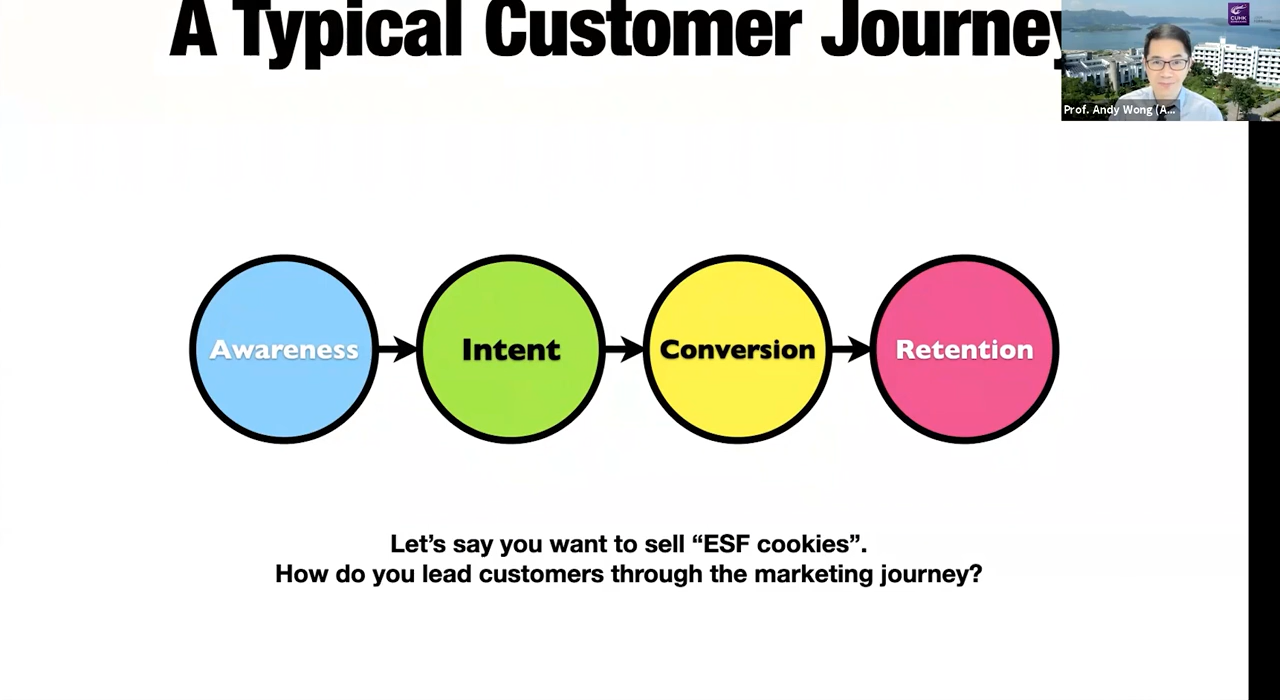 A Typical Customer Journey
CUHK
Prof. Andy Wong (A...
Awareness
Intent
Conversion
Retention
Let's say you want to sell “ESF cookies”.
How do you lead customers through the marketing journey?